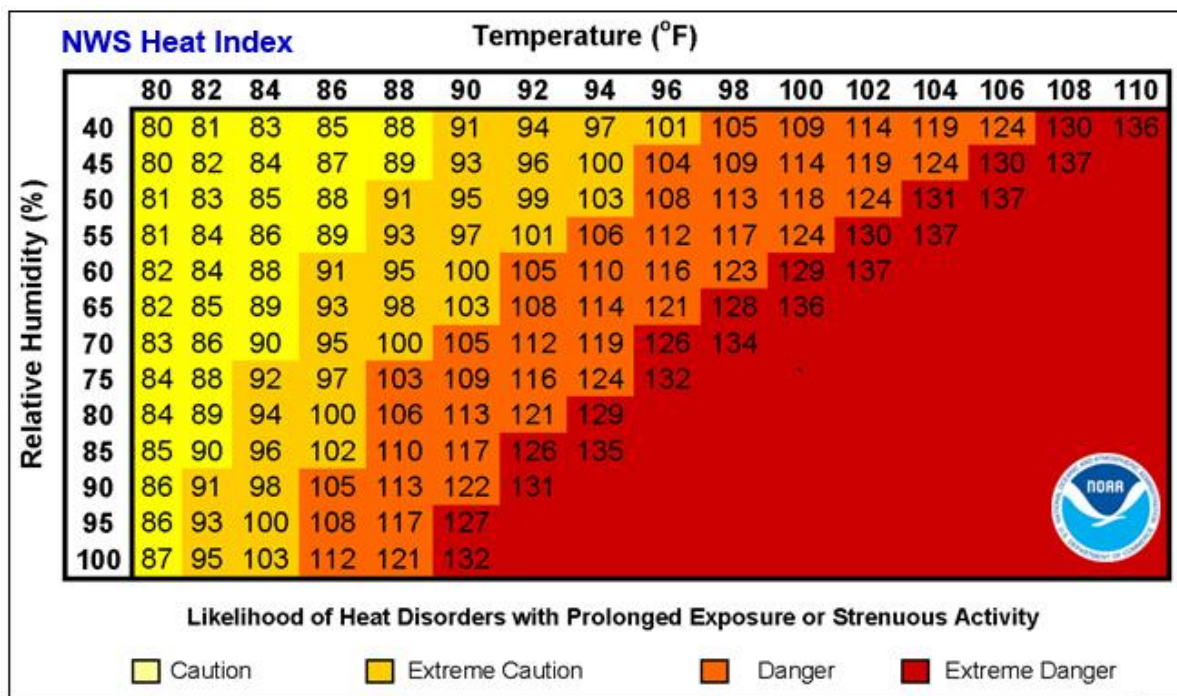 NWS Heat Index Temperature (°F)
80 82 84 86 88 90 92 94 96 98 100 102 104 106 108 110
Relative Humidity (%)
40 80 81 83 85 88 91 94 97 101 105 109 114 119 124 130 136
45 80 82 84 87 89 93 96 100 104 109 114 119 124 130 137
50 81 83 85 88 91 95 99 103 108 113 118 124 131 137
55 81 84 86 89 93 97 101 106 112 117 124 130 137
60 82 84 88 91 95 100 105 110 116 123 129 137
65 82 85 89 93 98 103 108 114 121 128 136
70 83 86 90 95 100 105 112 119 126 134
75 84 88 92 97 103 109 116 124 132
80 84 89 94 100 106 113 121 129
85 85 90 96 102 110 117 126 135
90 86 91 98 105 113 122 131
95 86 93 100 108 117 127
100 87 95 103 112 121 132
NOAA
Likelihood of Heat Disorders with Prolonged Exposure or Strenuous Activity
Caution Extreme Caution Danger Extreme Danger